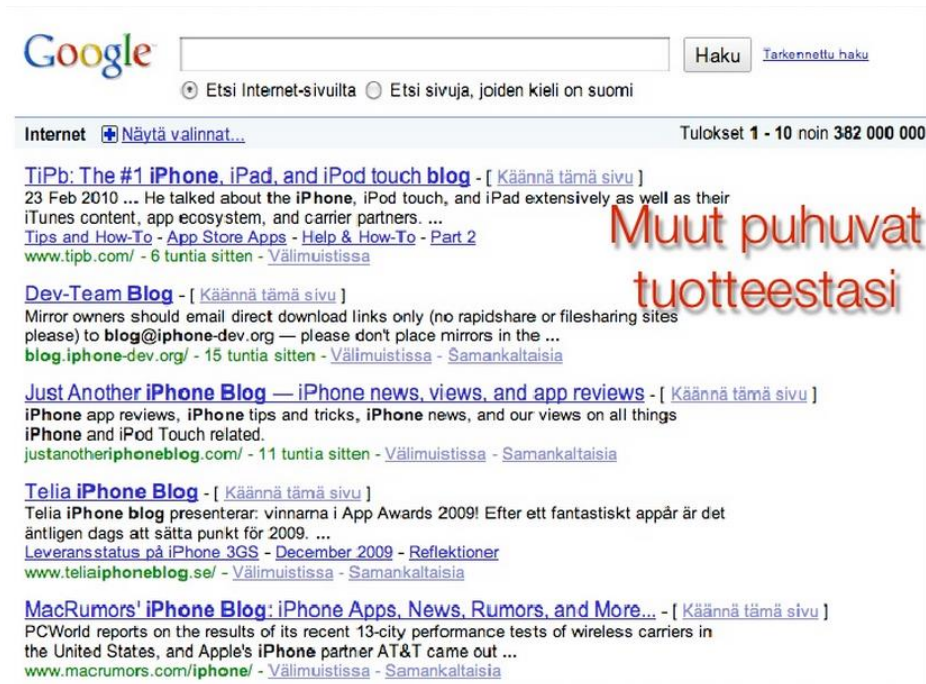 Google
Haku
Tarkennettu haku
Etsi Internet-sivuilta Etsi sivuja, joiden kieli on suomi
Internet Näytä valinnat... Tulokset 1 - 10 noin 382 000 000
TiPb: The #1 iPhone, iPad, and iPod touch blog - [ Käännä tämä sivu ]
23 Feb 2010 ... He talked about the iPhone, iPod touch, and iPad extensively as well as their
iTunes content, app ecosystem, and carrier partners. ...
Tips and How-To - App Store Apps - Help & How-To - Part 2
www.tipb.com/ - 6 tuntia sitten - Välimuistissa
Muut puhuvat
tuotteestasi
Dev-Team Blog - [ Käännä tämä sivu ]
Mirror owners should email direct download links only (no rapidshare or filesharing sites
please) to blog@iphone-dev.org — please don't place mirrors in the ...
blog.iphone-dev.org/ - 15 tuntia sitten - Välimuistissa - Samankaltaisia
Just Another iPhone Blog — iPhone news, views, and app reviews - [ Käännä tämä sivu ]
iPhone app reviews, iPhone tips and tricks, iPhone news, and our views on all things
iPhone and iPod Touch related.
justanotheriphoneblog.com/ - 11 tuntia sitten - Välimuistissa - Samankaltaisia
Telia iPhone Blog - [ Käännä tämä sivu ]
Telia iPhone blog presenterar: vinnarna i App Awards 2009! Efter ett fantastiskt appår är det
äntligen dags att sätta punkt för 2009. ...
Leveransstatus på iPhone 3GS - December 2009 - Reflektioner
www.teliaiphoneblog.se/ - Välimuistissa - Samankaltaisia
MacRumors' iPhone Blog: iPhone Apps, News, Rumors, and More... - [ Käännä tämä sivu ]
PCWorld reports on the results of its recent 13-city performance tests of wireless carriers in
the United States, and Apple's iPhone partner AT&T came out ...
www.macrumors.com/iphone/ - Välimuistissa - Samankaltaisia